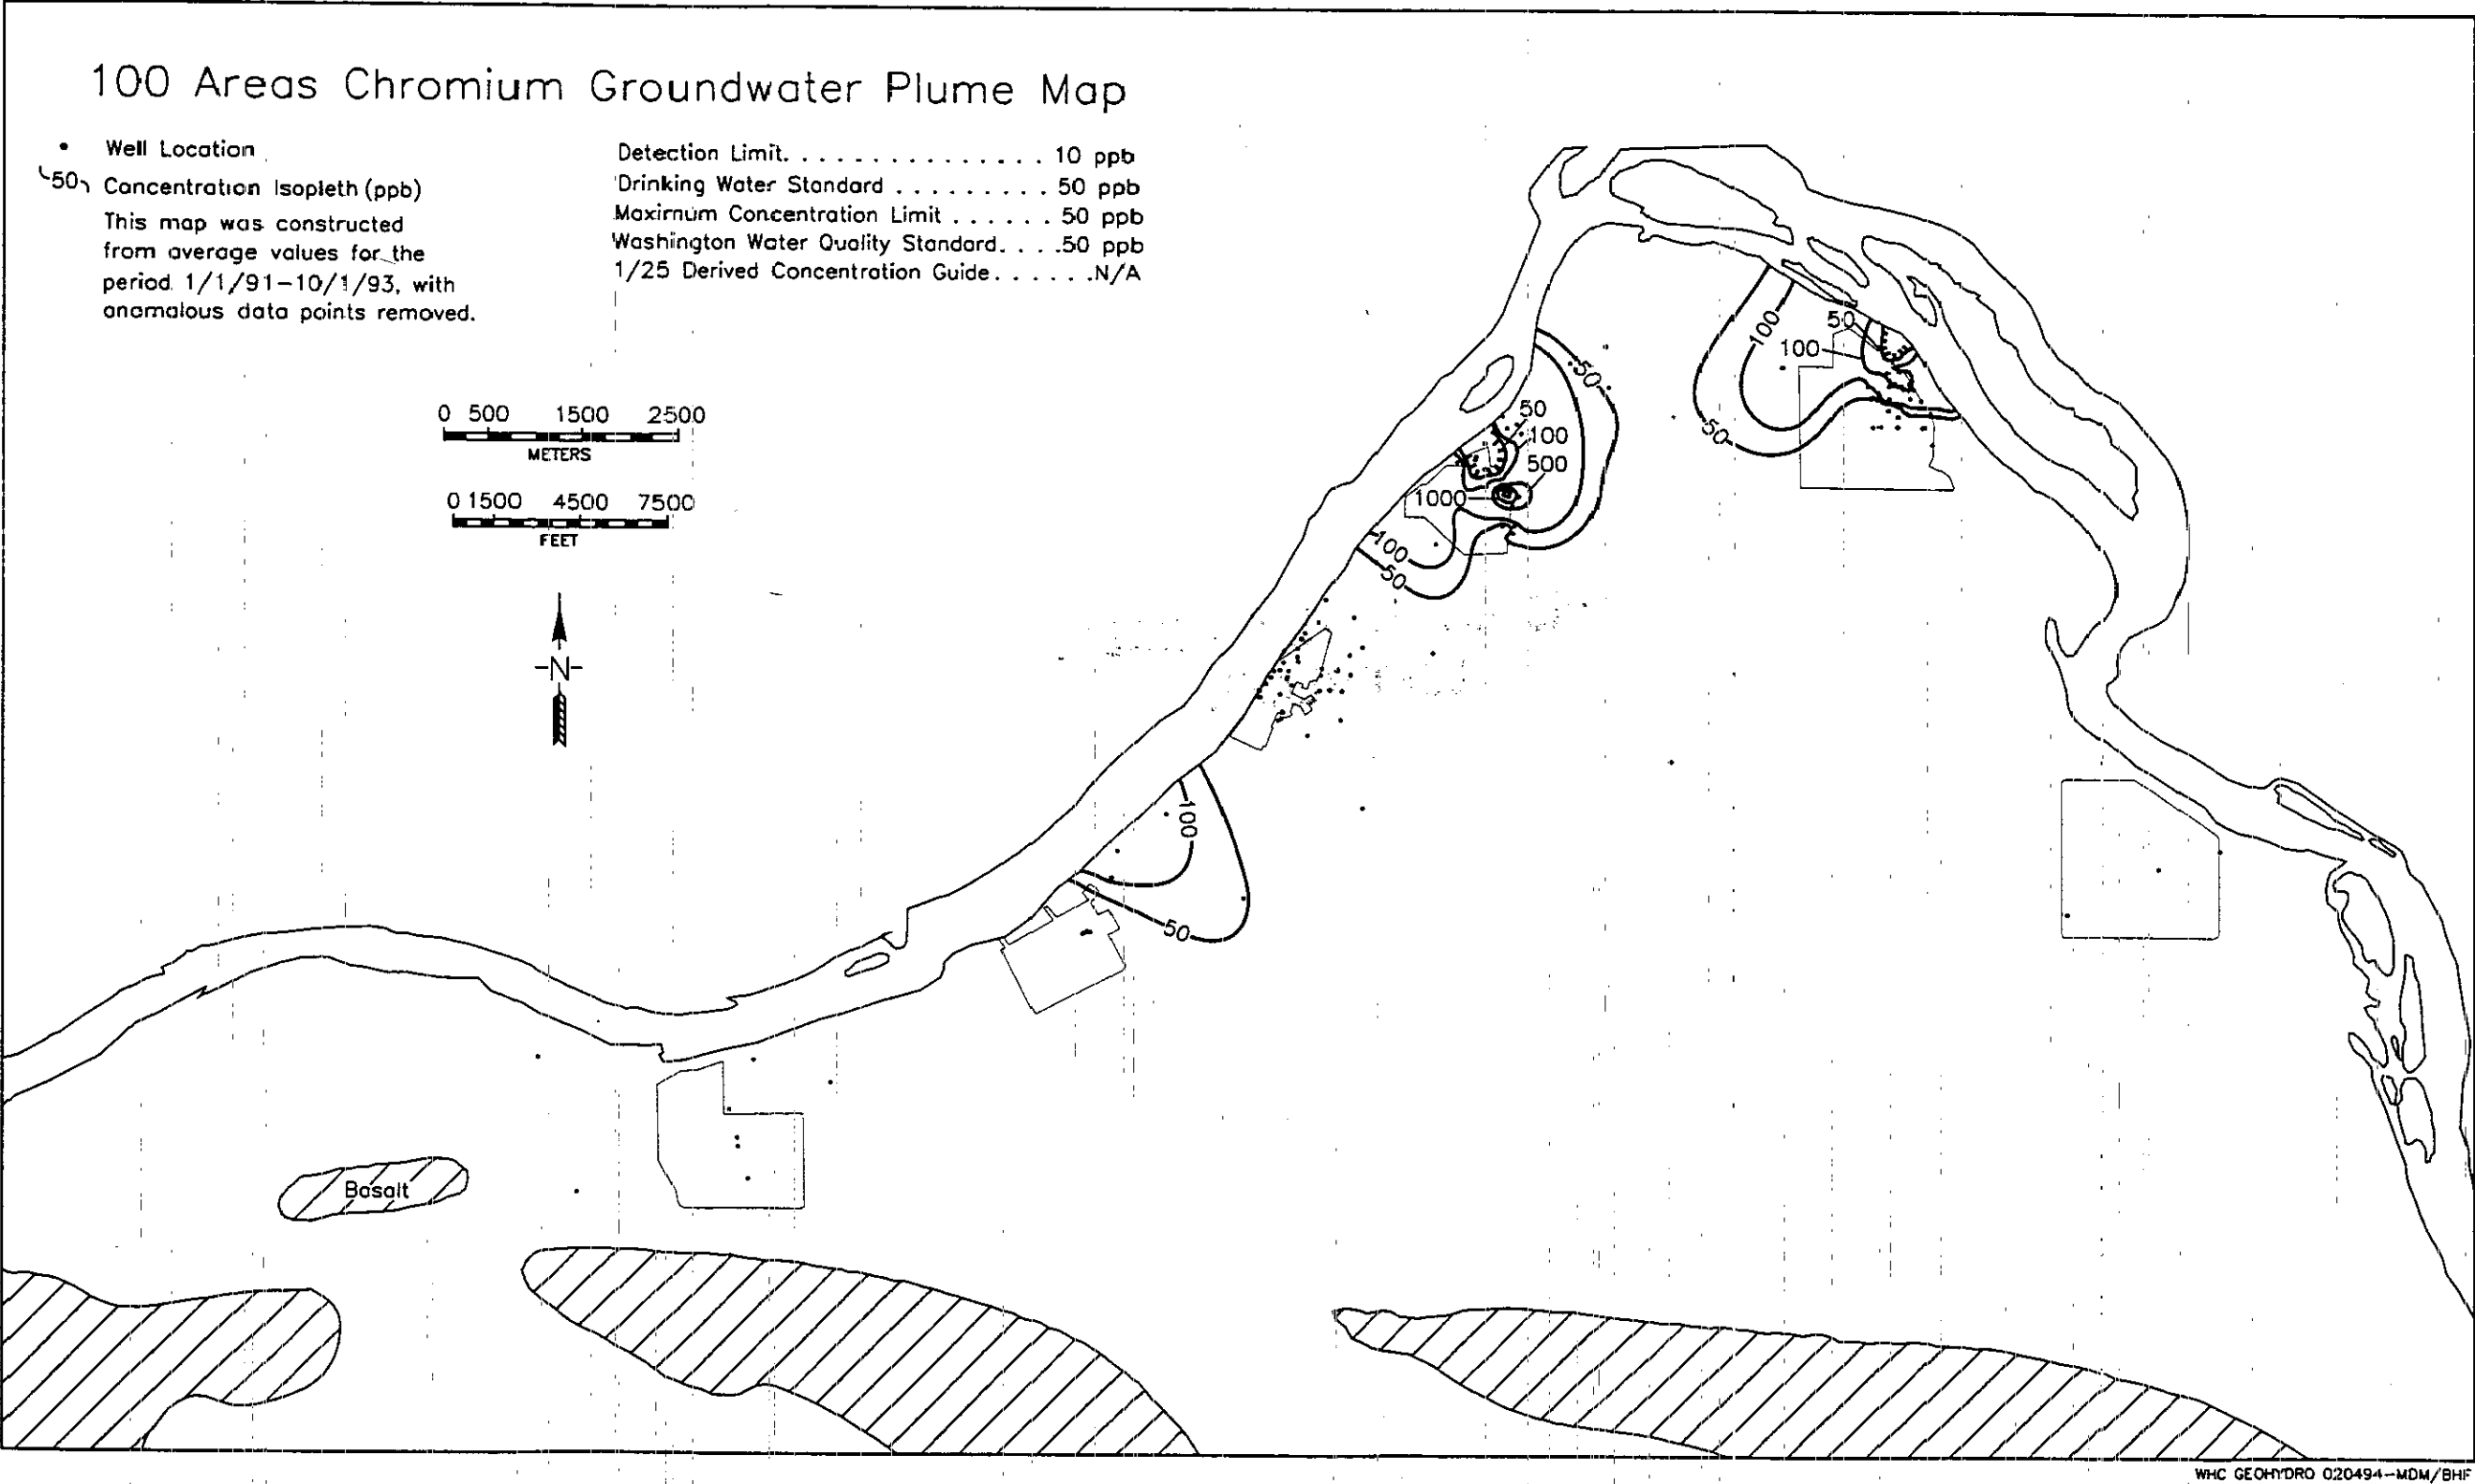 100 Areas Chromium Groundwater Plume Map
Well Location
50 Concentration Isopleth (ppb)
This map was constructed
from average values for the
period 1/1/91-10/1/93, with
anomalous data points removed.
Detection Limit. . . . . . . . . . . . . . . 10 ppb
Drinking Water Standard . . . . . . . . . 50 ppb
Maximum Concentration Limit . . . . . . 50 ppb
Washington Water Quality Standard. . . .50 ppb
1/25 Derived Concentration Guide. . . . . . .N/A
0 500 1500 2500
METERS
0 1500 4500 7500
FEET
-N-
100
50
100
50
50
50
100
500
1000
100
50
100
50
50
Basalt
WHC GEOHYDRO 020494-MDM/BHF